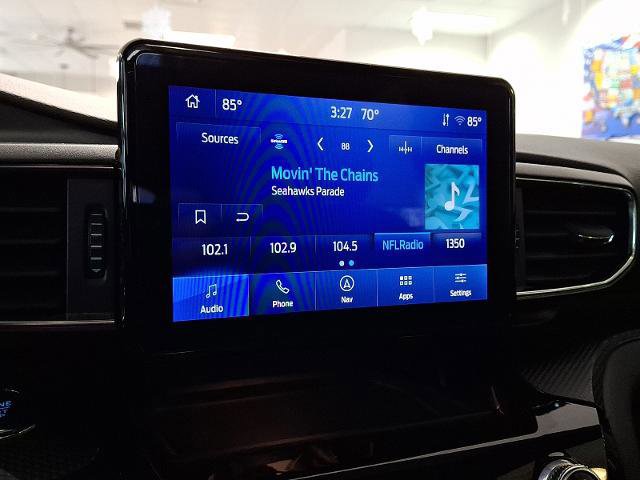 85°
3:27 70°
85°
Sources
88
Channels
Movin' The Chains
Seahawks Parade
102.1 102.9 104.5 NFLRadio 1350
Audio Phone Nav Apps Settings